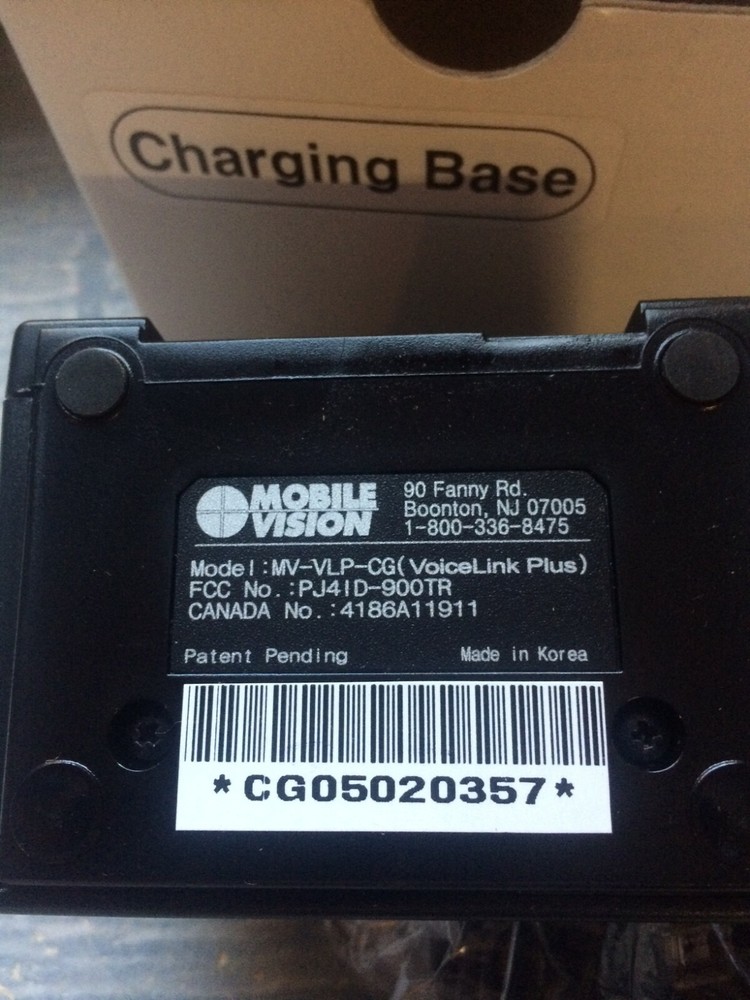 Charging Base
MOBILE
VISION
90 Fanny Rd.
Boonton, NJ 07005
1-800-336-8475
Model:MV-VLP-CG(VoiceLink Plus)
FCC No.:PJ4ID-900TR
CANADA No.:4186A11911
Patent Pending Made in Korea
*CG05020357*